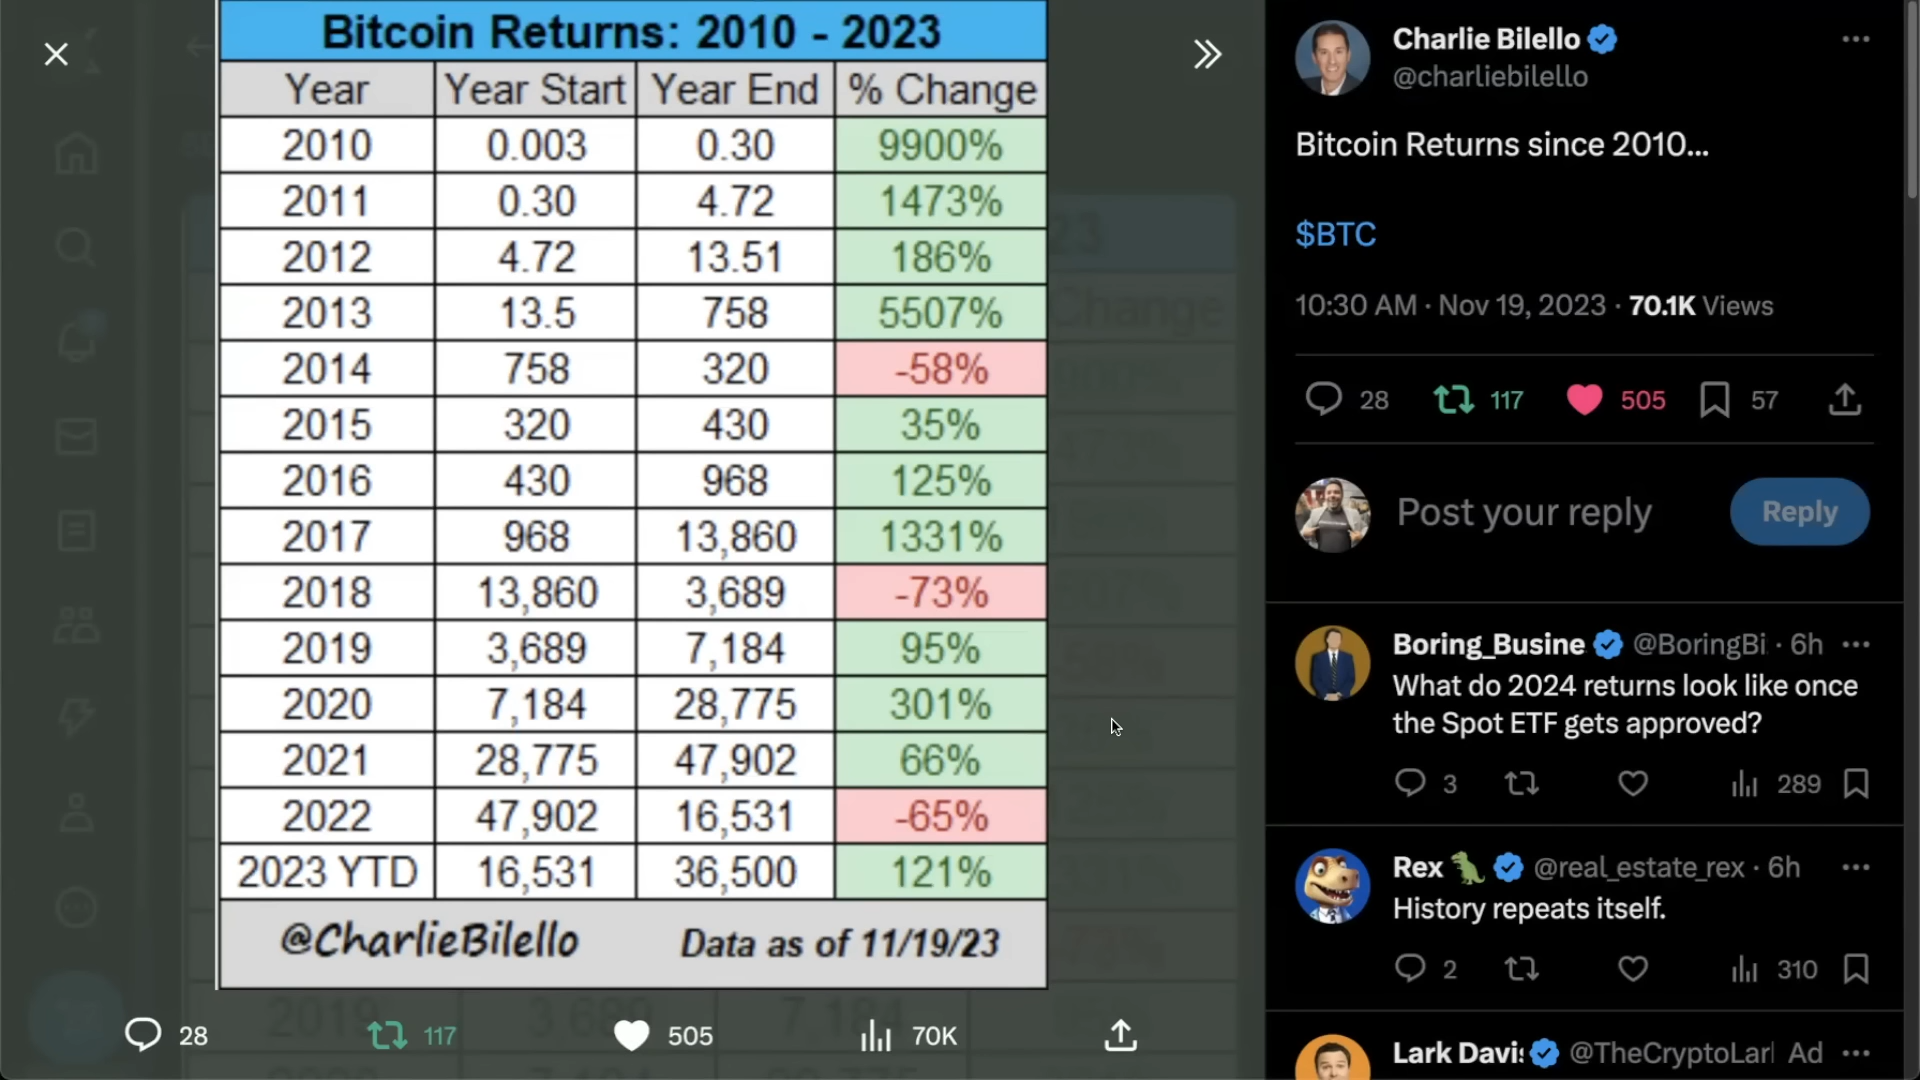 Bitcoin Returns: 2010 - 2023
Year Year Start Year End % Change
2010 0.003 0.30 9900%
2011 0.30 4.72 1473%
2012 4.72 13.51 186%
2013 13.5 758 5507%
2014 758 320 -58%
2015 320 430 35%
2016 430 968 125%
2017 968 13,860 1331%
2018 13,860 3,689 -73%
2019 3,689 7,184 95%
2020 7,184 28,775 301%
2021 28,775 47,902 66%
2022 47,902 16,531 -65%
2023 YTD 16,531 36,500 121%
@CharlieBilello Data as of 11/19/23
28 117 505 70K
Charlie Bilello
@charliebilello
Bitcoin Returns since 2010...
$BTC
10:30 AM · Nov 19, 2023 · 70.1K Views
28 117 505 57
Post your reply Reply
Boring_Busine @BoringBi · 6h
What do 2024 returns look like once
the Spot ETF gets approved?
3 289
Rex @real_estate_rex · 6h
History repeats itself.
2 310
Lark Davi @TheCryptoLar Ad